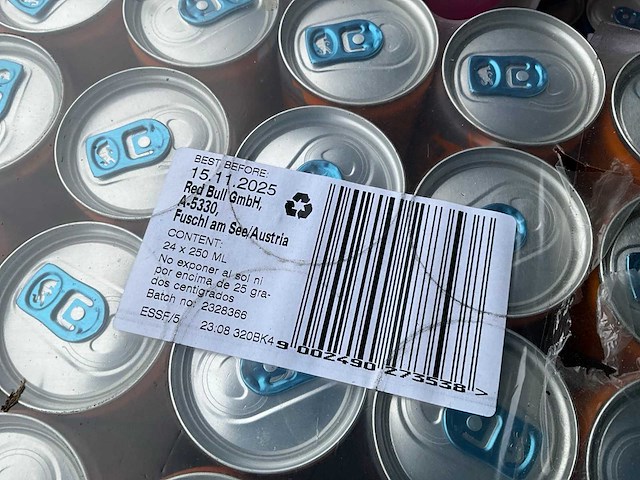 BEST BEFORE:
15.11.2025
Red Bull GmbH,
A-5330,
Fuschl am See/Austria
CONTENT:
24 x 250 ML
No exponer al sol ni
por encima de 25 gra-
dos centigrados
Batch no: 2328366
ESSF/5 23:08 320BK4
9 002490 273538 >